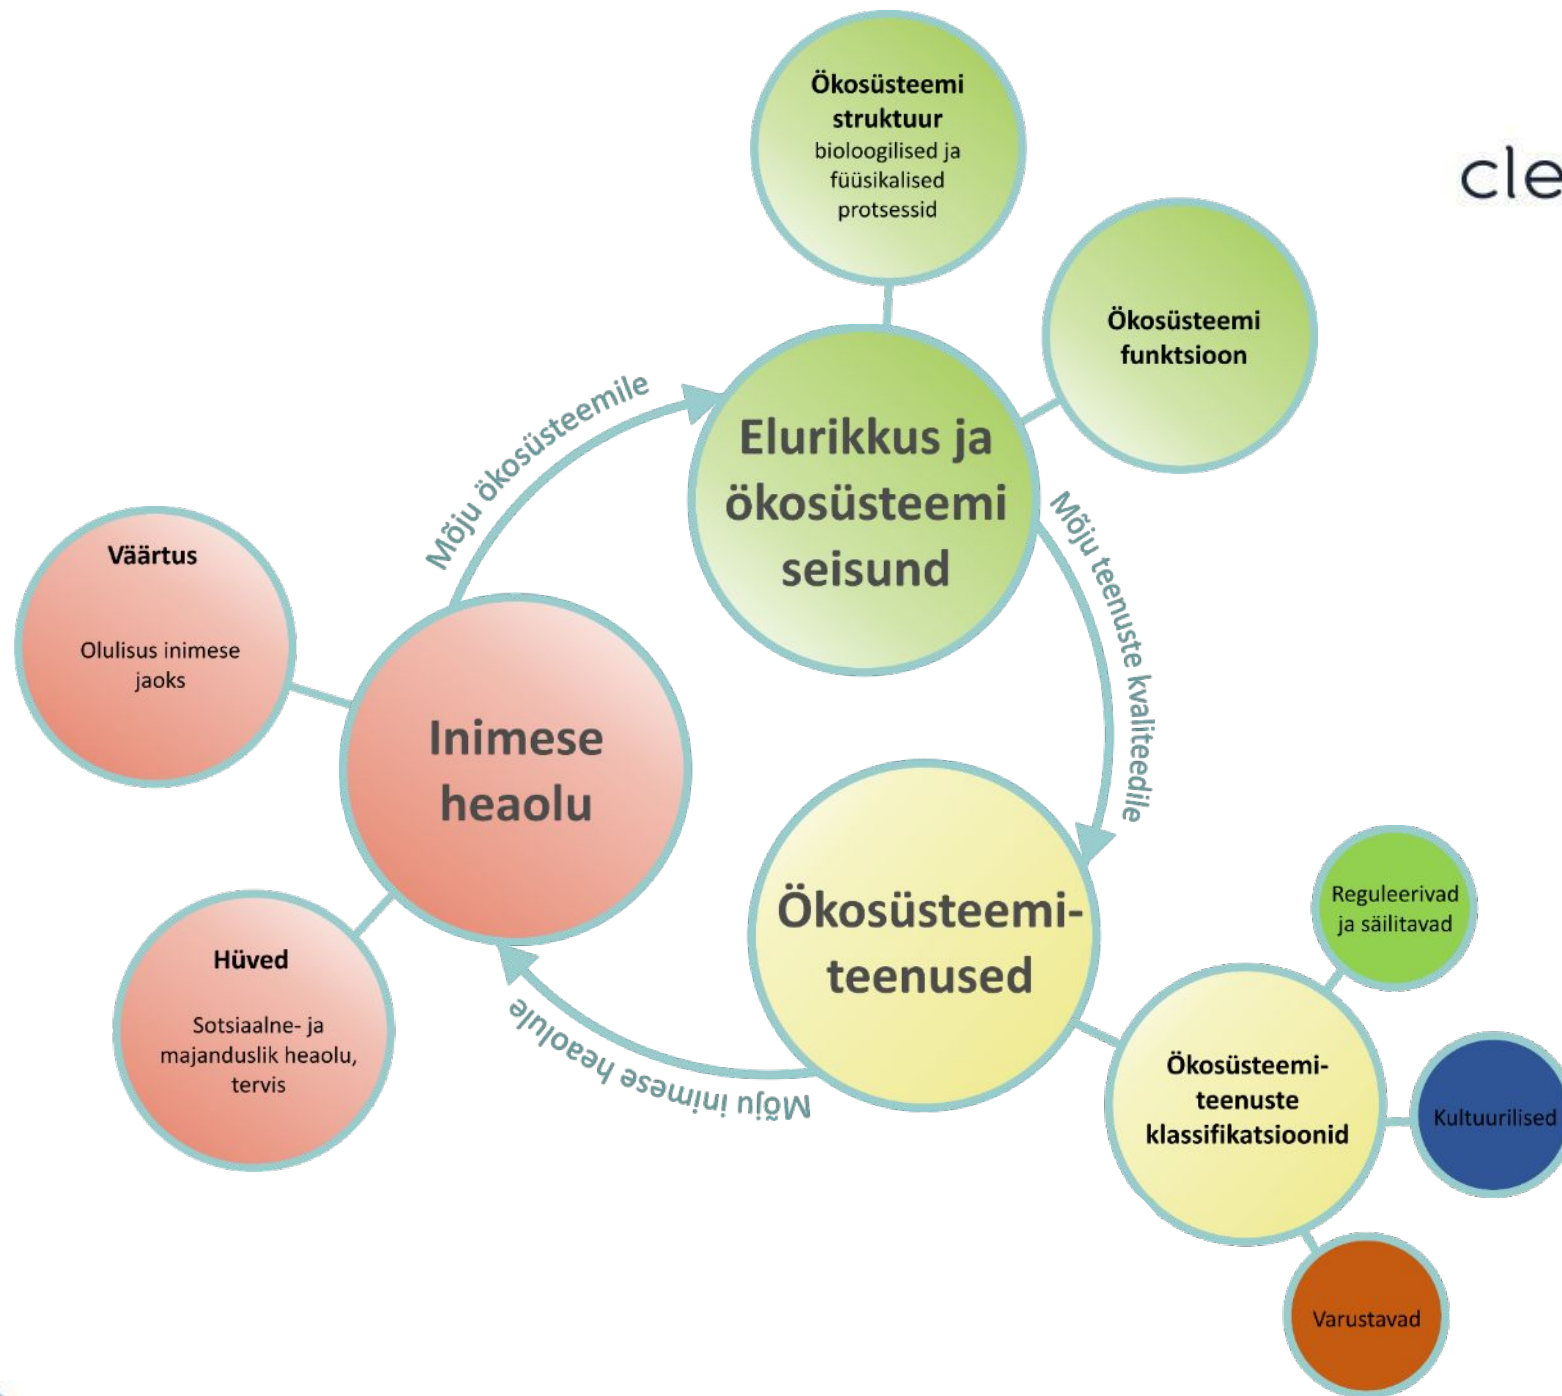 Ökosüsteemi
struktuur
bioloogilised ja
füüsikalised
protsessid
cle
Ökosüsteemi
funktsioon
Mõju ökosüsteemile
Elurikkus ja
ökosüsteemi
seisund
Mõju teenuste kvaliteedile
Väärtus
Olulisus inimese
jaoks
Inimese
heaolu
Ökosüsteemi-
teenused
Reguleerivad
ja säilitavad
Hüved
Sotsiaalne- ja
majanduslik heaolu,
tervis
Mõju inimese heaolule
Ökosüsteemi-
teenuste
klassifikatsioonid
Kultuurilised
Varustavad